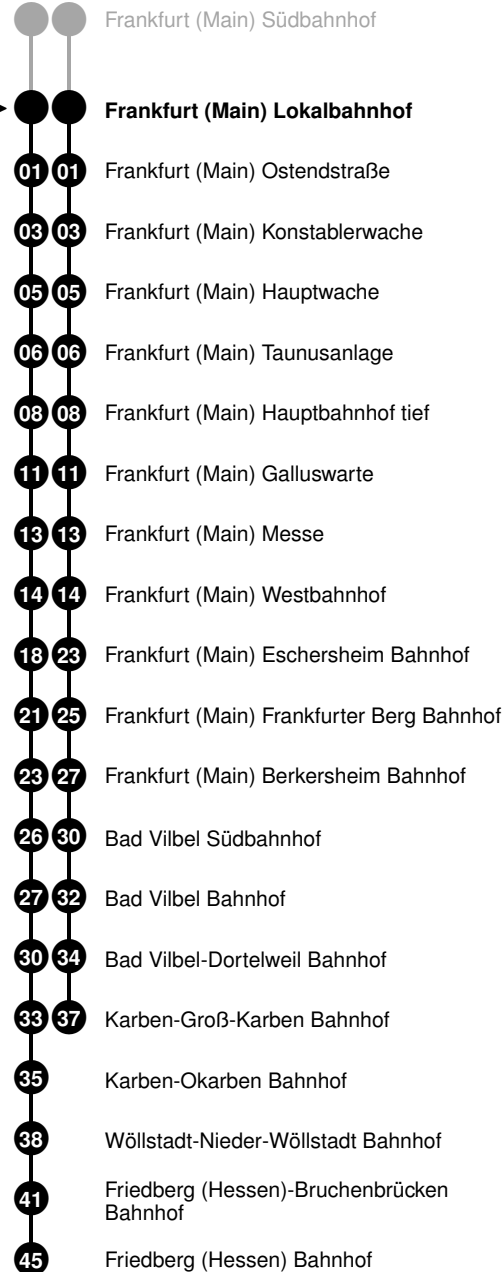 Frankfurt (Main) Südbahnhof
Frankfurt (Main) Lokalbahnhof
01 01 Frankfurt (Main) Ostendstraße
03 03 Frankfurt (Main) Konstablerwache
05 05 Frankfurt (Main) Hauptwache
06 06 Frankfurt (Main) Taunusanlage
08 08 Frankfurt (Main) Hauptbahnhof tief
11 11 Frankfurt (Main) Galluswarte
13 13 Frankfurt (Main) Messe
14 14 Frankfurt (Main) Westbahnhof
18 23 Frankfurt (Main) Eschersheim Bahnhof
21 25 Frankfurt (Main) Frankfurter Berg Bahnhof
23 27 Frankfurt (Main) Berkersheim Bahnhof
26 30 Bad Vilbel Südbahnhof
27 32 Bad Vilbel Bahnhof
30 34 Bad Vilbel-Dortelweil Bahnhof
33 37 Karben-Groß-Karben Bahnhof
35 Karben-Okarben Bahnhof
38 Wöllstadt-Nieder-Wöllstadt Bahnhof
41 Friedberg (Hessen)-Bruchenbrücken
Bahnhof
45 Friedberg (Hessen) Bahnhof